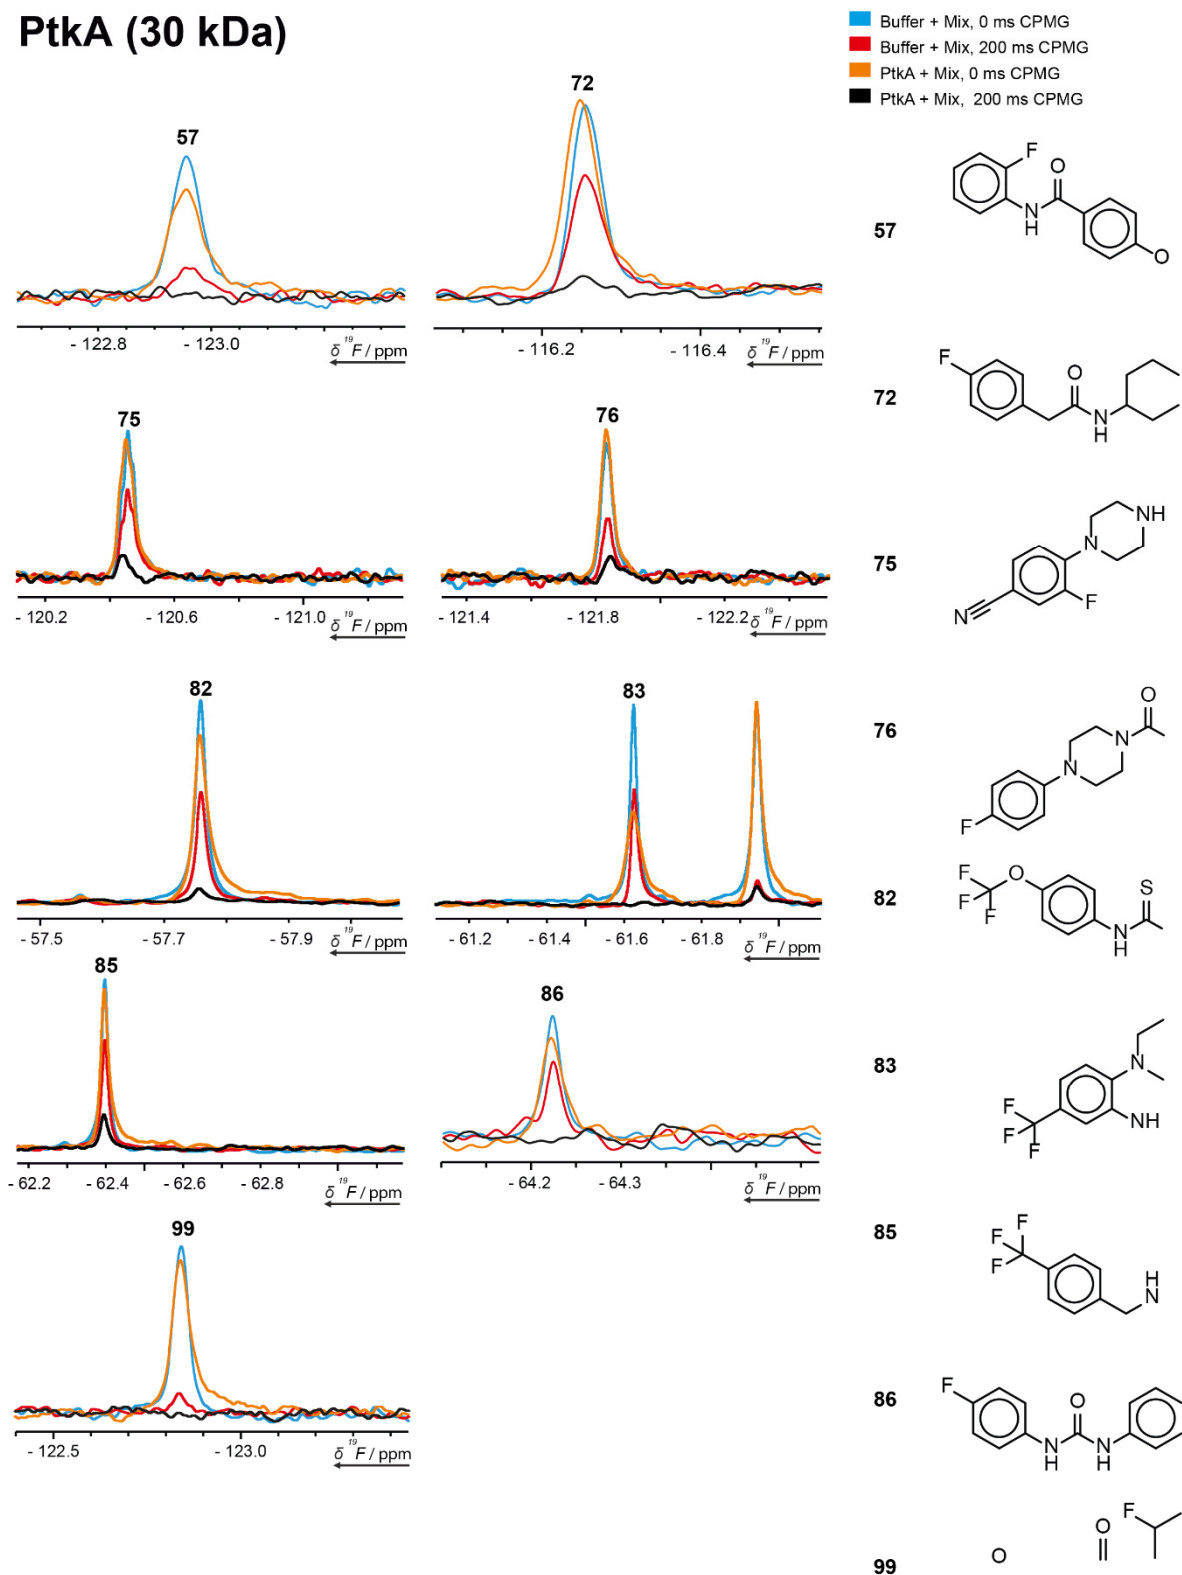 PtkA (30 kDa)
Buffer + Mix, 0 ms CPMG
Buffer + Mix, 200 ms CPMG
PtkA + Mix, 0 ms CPMG
PtkA + Mix, 200 ms CPMG
57
72
- 122.8 - 123.0
δ ¹⁹F / ppm
- 116.2 - 116.4
δ ¹⁹F / ppm
57
F
O
N
H
O
75
76
- 120.2 - 120.6 - 121.0
δ ¹⁹F / ppm
- 121.4 - 121.8 - 122.2
δ ¹⁹F / ppm
72
F
O
N
H
75
NH
N
F
N
82
83
- 57.5 - 57.7 - 57.9
δ ¹⁹F / ppm
- 61.2 - 61.4 - 61.6 - 61.8
δ ¹⁹F / ppm
76
O
N
N
F
82
F
O
F
F
S
N
H
85
86
- 62.2 - 62.4 - 62.6 - 62.8
δ ¹⁹F / ppm
- 64.2 - 64.3
δ ¹⁹F / ppm
83
N
F
F
F
NH
99
- 122.5 - 123.0
δ ¹⁹F / ppm
85
F
F
F
H
N
86
F
O
N
H
N
H
99
O
O
F